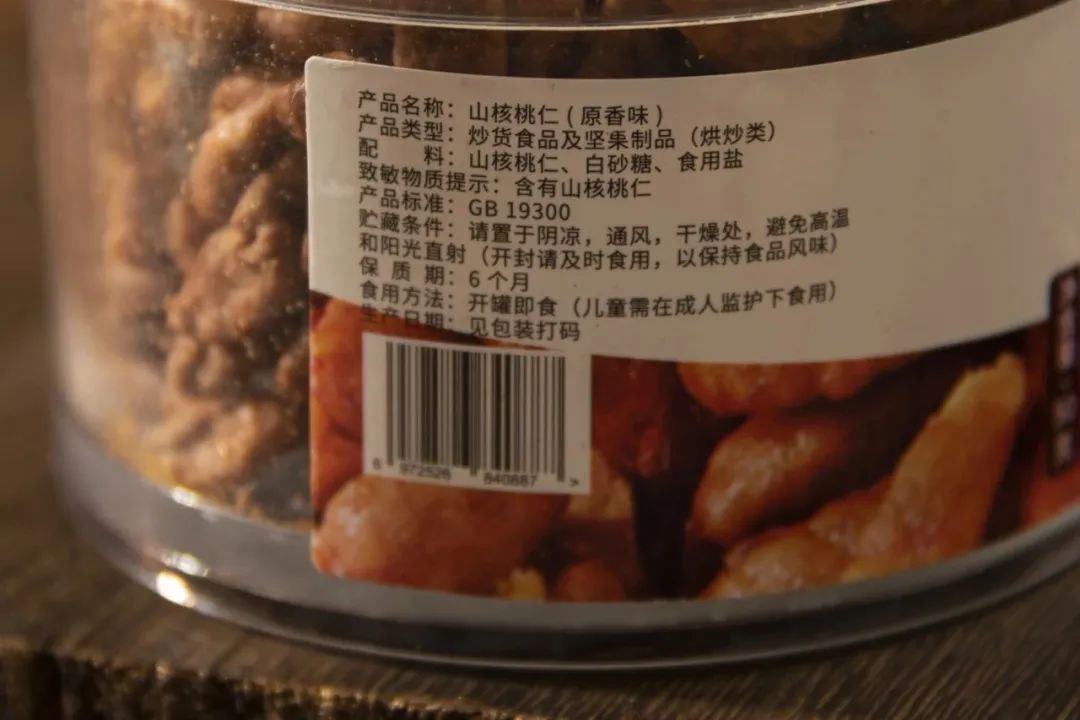 产品名称：山核桃仁(原香味)
产品类型：炒货食品及坚果制品（烘炒类）
配 料：山核桃仁、白砂糖、食用盐
致敏物质提示：含有山核桃仁
产品标准：GB 19300
贮藏条件：请置于阴凉，通风，干燥处，避免高温
和阳光直射（开封请及时食用，以保持食品风味）
保 质 期：6个月
食用方法：开罐即食（儿童需在成人监护下食用）
生产日期：见包装打码
6 972526 840887 >